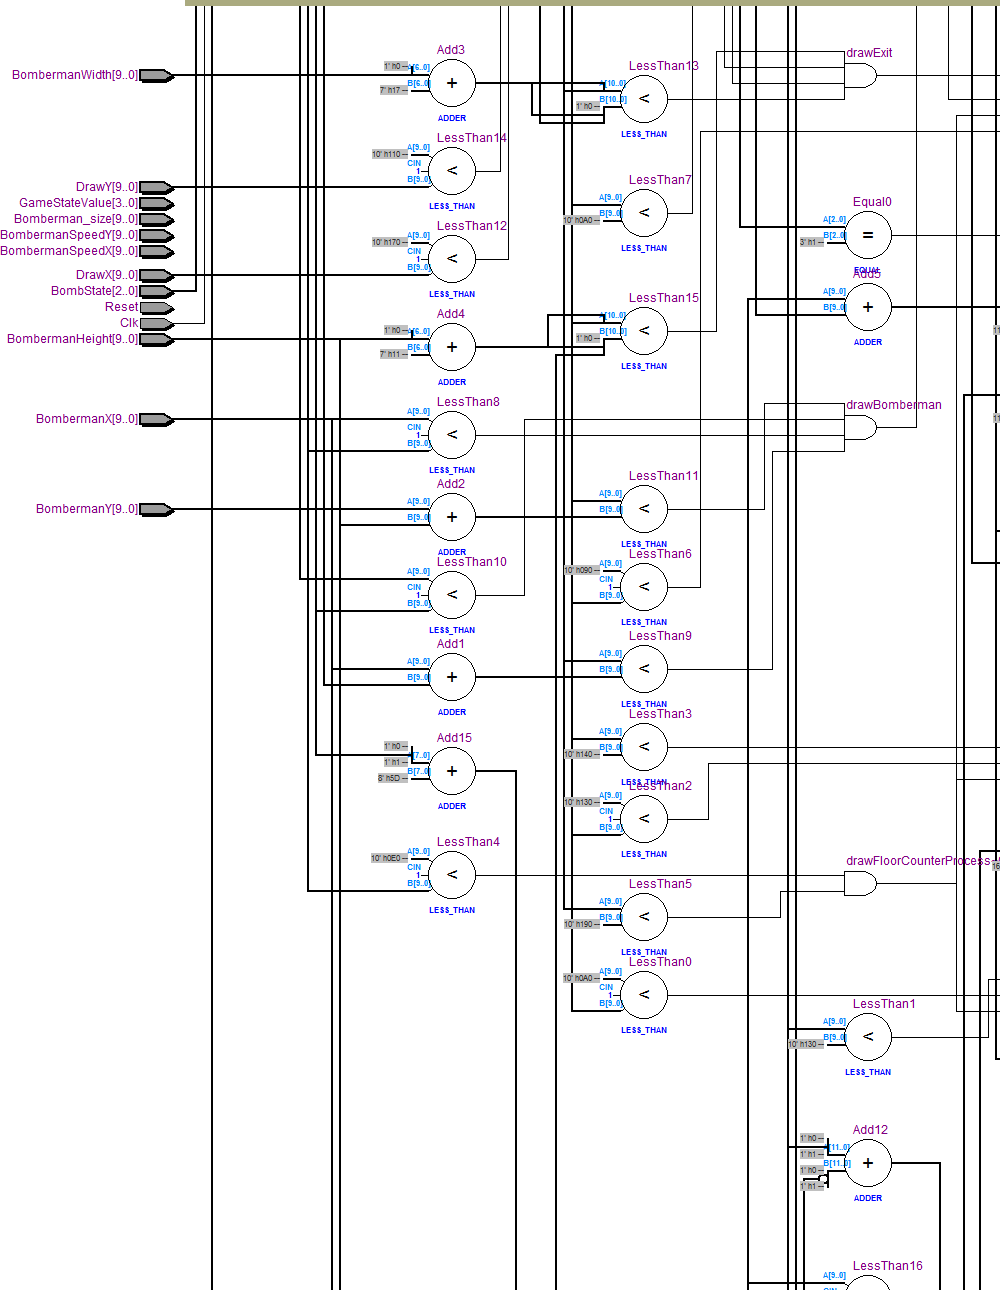 BombermanWidth[9..0]
DrawY[9..0]
GameStateValue[3..0]
Bomberman_size[9..0]
BombermanSpeedY[9..0]
BombermanSpeedX[9..0]
DrawX[9..0]
BombState[2..0]
Reset
Clk
BombermanHeight[9..0]
BombermanX[9..0]
BombermanY[9..0]
Add3
1' h0
A[6..0]
B[6..0]
7' h17
+
ADDER
LessThan14
A[9..0]
10' h110
CIN
1
B[9..0]
<
LESS_THAN
LessThan12
A[9..0]
10' h170
CIN
1
B[9..0]
<
LESS_THAN
Add4
1' h0
A[6..0]
B[6..0]
7' h11
+
ADDER
LessThan8
A[9..0]
CIN
1
B[9..0]
<
LESS_THAN
Add2
A[9..0]
B[9..0]
+
ADDER
LessThan10
A[9..0]
CIN
1
B[9..0]
<
LESS_THAN
Add1
A[9..0]
B[9..0]
+
ADDER
Add15
1' h0
A[7..0]
1' h1
B[7..0]
8' h5D
+
ADDER
LessThan4
A[9..0]
10' h0E0
CIN
1
B[9..0]
<
LESS_THAN
LessThan13
A[10..0]
B[10..0]
1' h0
<
LESS_THAN
LessThan7
A[9..0]
B[9..0]
10' h0A0
<
LESS_THAN
LessThan15
A[10..0]
B[10..0]
1' h0
<
LESS_THAN
LessThan11
A[9..0]
B[9..0]
<
LESS_THAN
LessThan6
A[9..0]
10' h090
CIN
1
B[9..0]
<
LESS_THAN
LessThan9
A[9..0]
B[9..0]
<
LESS_THAN
LessThan3
A[9..0]
B[9..0]
10' h140
<
LESS_THAN
LessThan2
A[9..0]
10' h130
CIN
1
B[9..0]
<
LESS_THAN
LessThan5
A[9..0]
B[9..0]
10' h190
<
LESS_THAN
LessThan0
A[9..0]
10' h0A0
CIN
1
B[9..0]
<
LESS_THAN
drawExit
Equal0
A[2..0]
B[2..0]
3' h1
=
EQUAL
Add5
A[9..0]
B[9..0]
+
ADDER
11
drawBomberman
11
drawFloorCounterProcess
16
LessThan1
A[9..0]
B[9..0]
10' h130
<
LESS_THAN
Add12
1' h0
A[11..0]
1' h1
B[11..0]
1' h0
1' h1
+
ADDER
LessThan16
A[9..0]
CIN